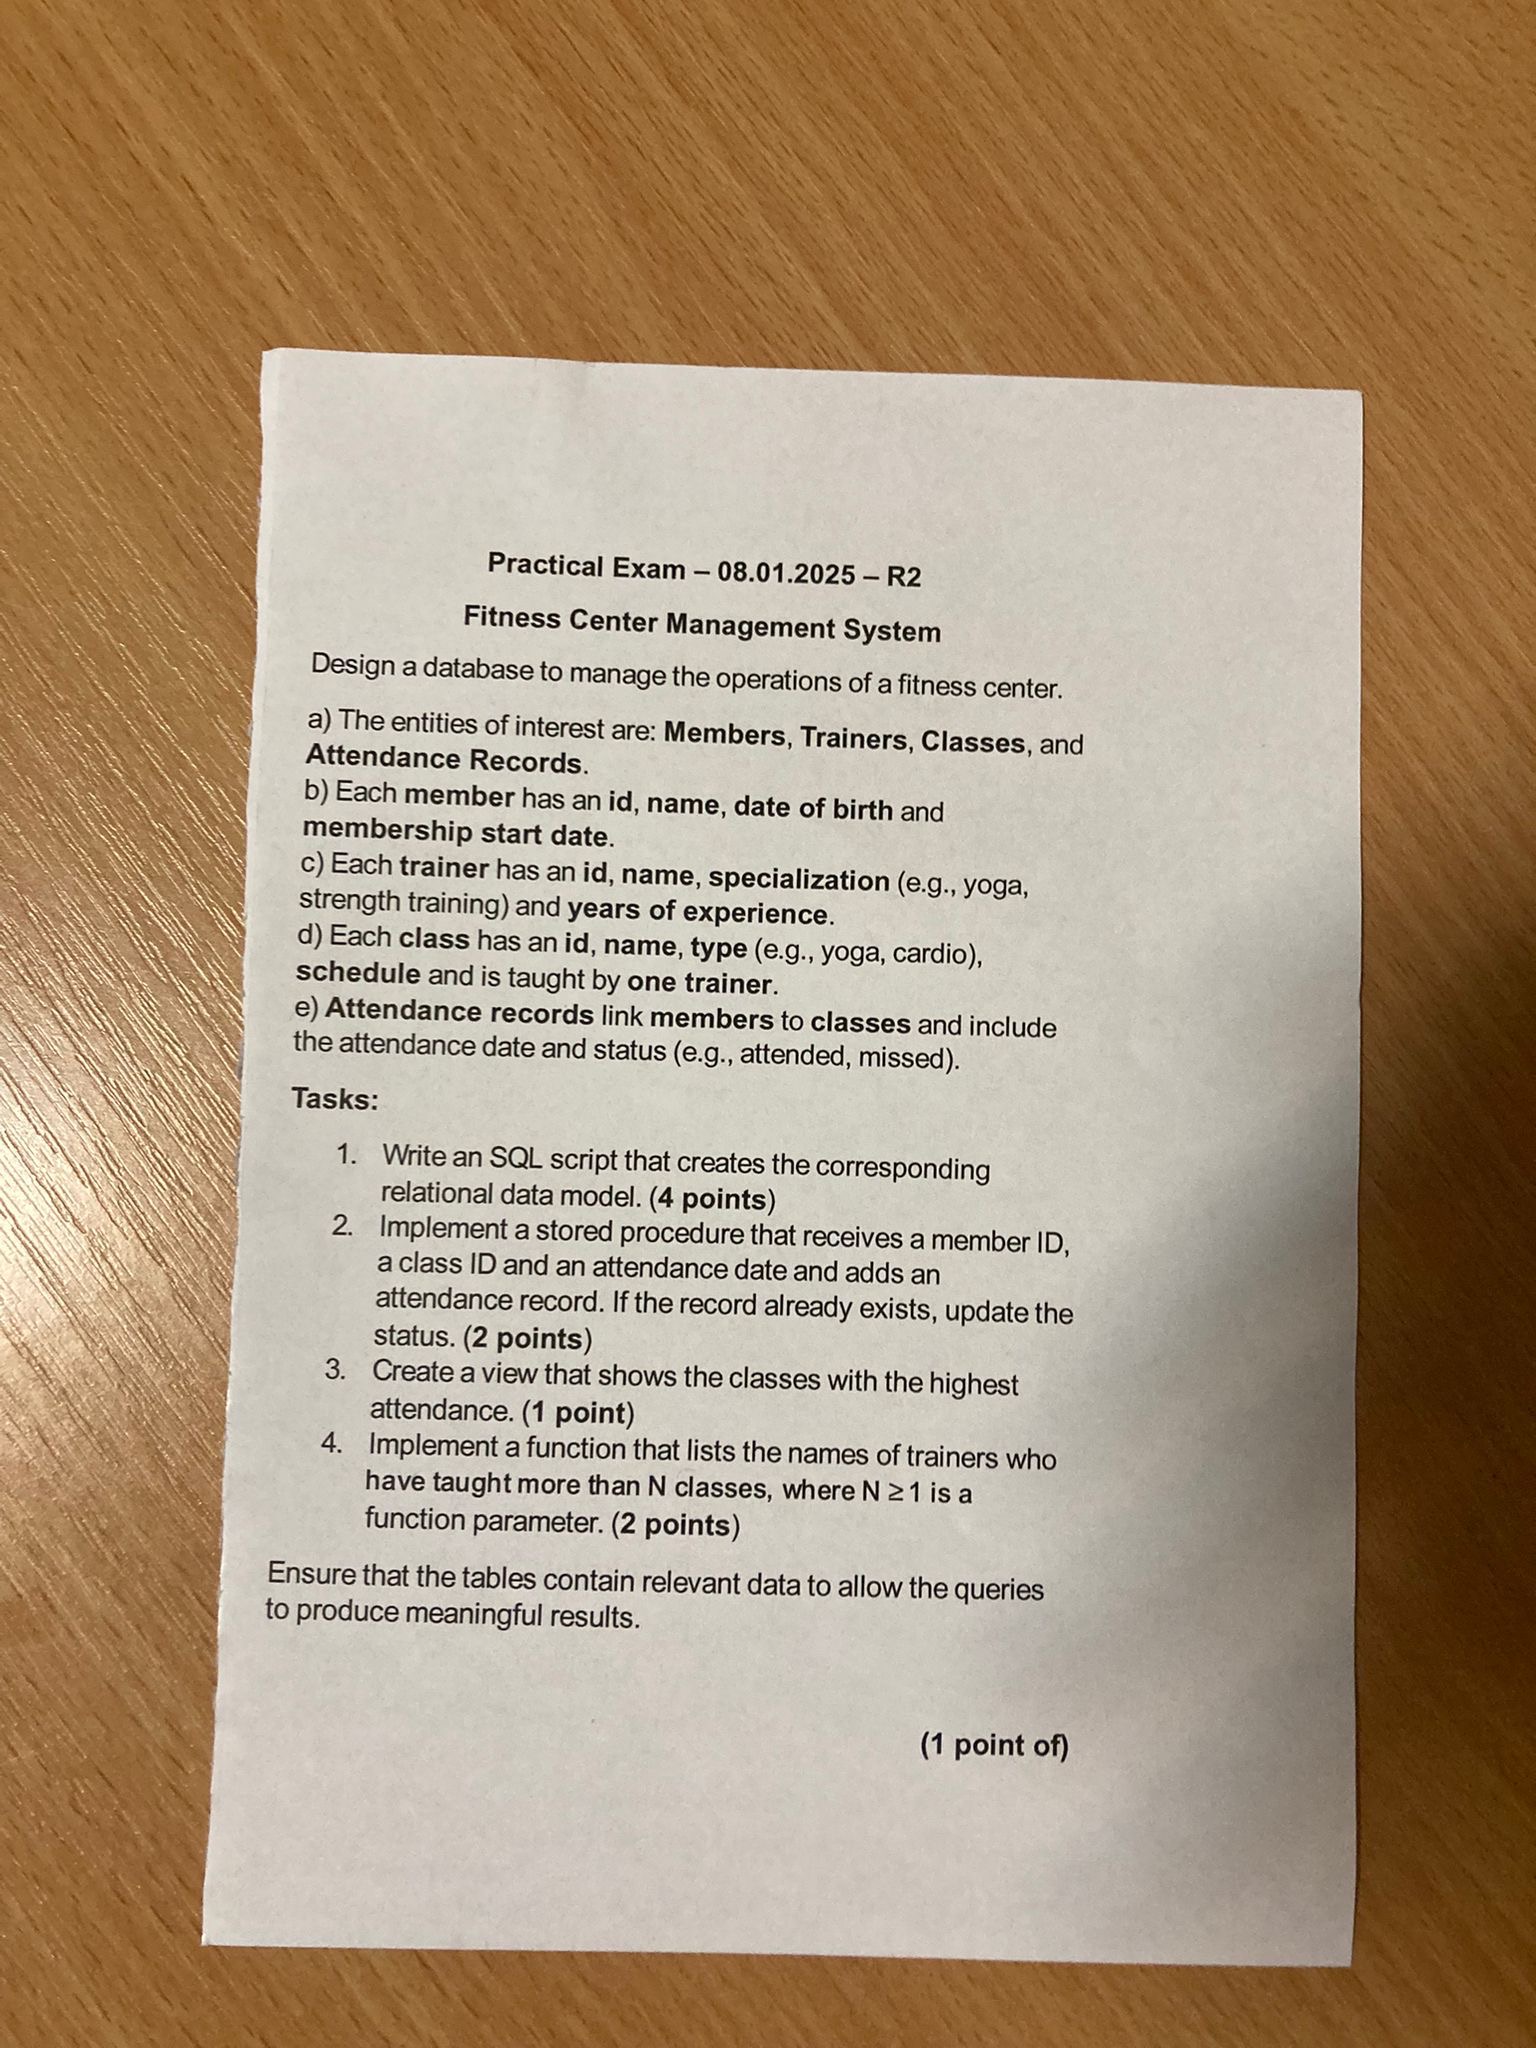 Practical Exam – 08.01.2025 – R2
Fitness Center Management System
Design a database to manage the operations of a fitness center.
a) The entities of interest are: Members, Trainers, Classes, and
Attendance Records.
b) Each member has an id, name, date of birth and
membership start date.
c) Each trainer has an id, name, specialization (e.g., yoga,
strength training) and years of experience.
d) Each class has an id, name, type (e.g., yoga, cardio),
schedule and is taught by one trainer.
e) Attendance records link members to classes and include
the attendance date and status (e.g., attended, missed).
Tasks:
1. Write an SQL script that creates the corresponding
relational data model. (4 points)
2. Implement a stored procedure that receives a member ID,
a class ID and an attendance date and adds an
attendance record. If the record already exists, update the
status. (2 points)
3. Create a view that shows the classes with the highest
attendance. (1 point)
4. Implement a function that lists the names of trainers who
have taught more than N classes, where N ≥ 1 is a
function parameter. (2 points)
Ensure that the tables contain relevant data to allow the queries
to produce meaningful results.
(1 point of)